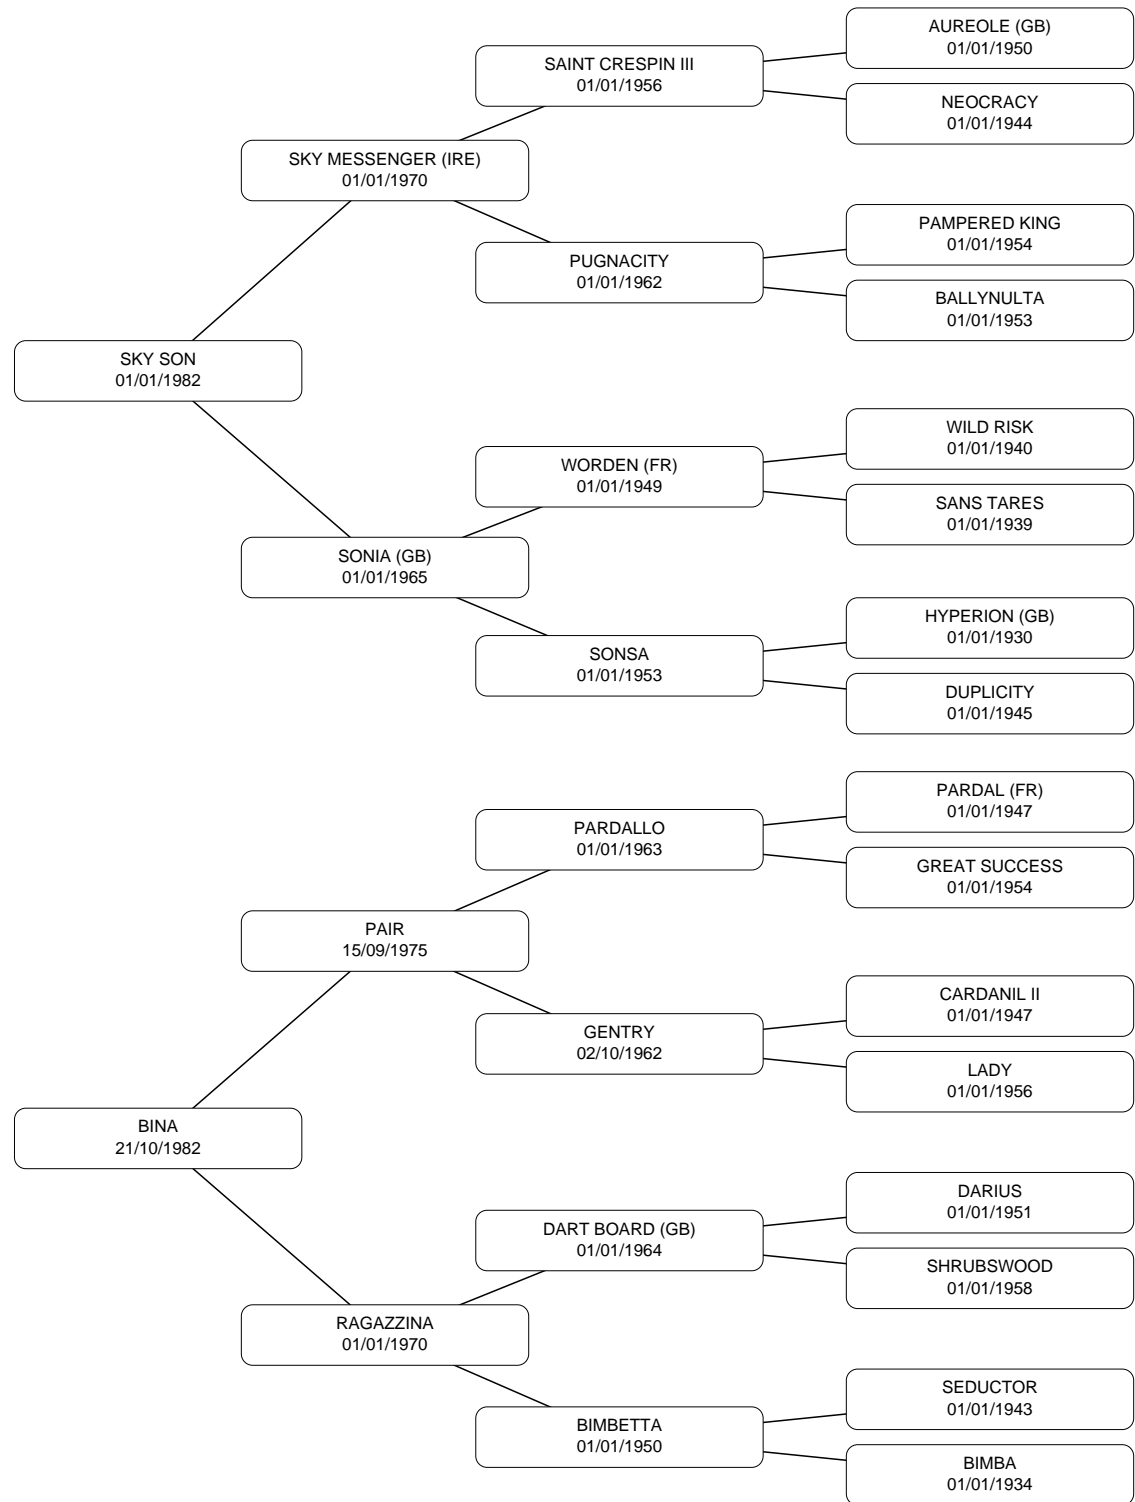 AUREOLE (GB)
01/01/1950
SAINT CRESPIN III
01/01/1956
NEOCRACY
01/01/1944
SKY MESSENGER (IRE)
01/01/1970
PAMPERED KING
01/01/1954
PUGNACITY
01/01/1962
BALLYNULTA
01/01/1953
SKY SON
01/01/1982
WILD RISK
01/01/1940
WORDEN (FR)
01/01/1949
SANS TARES
01/01/1939
SONIA (GB)
01/01/1965
HYPERION (GB)
01/01/1930
SONSA
01/01/1953
DUPLICITY
01/01/1945
PARDAL (FR)
01/01/1947
PARDALLO
01/01/1963
GREAT SUCCESS
01/01/1954
PAIR
15/09/1975
CARDANIL II
01/01/1947
GENTRY
02/10/1962
LADY
01/01/1956
BINA
21/10/1982
DARIUS
01/01/1951
DART BOARD (GB)
01/01/1964
SHRUBSWOOD
01/01/1958
RAGAZZINA
01/01/1970
SEDUCTOR
01/01/1943
BIMBETTA
01/01/1950
BIMBA
01/01/1934